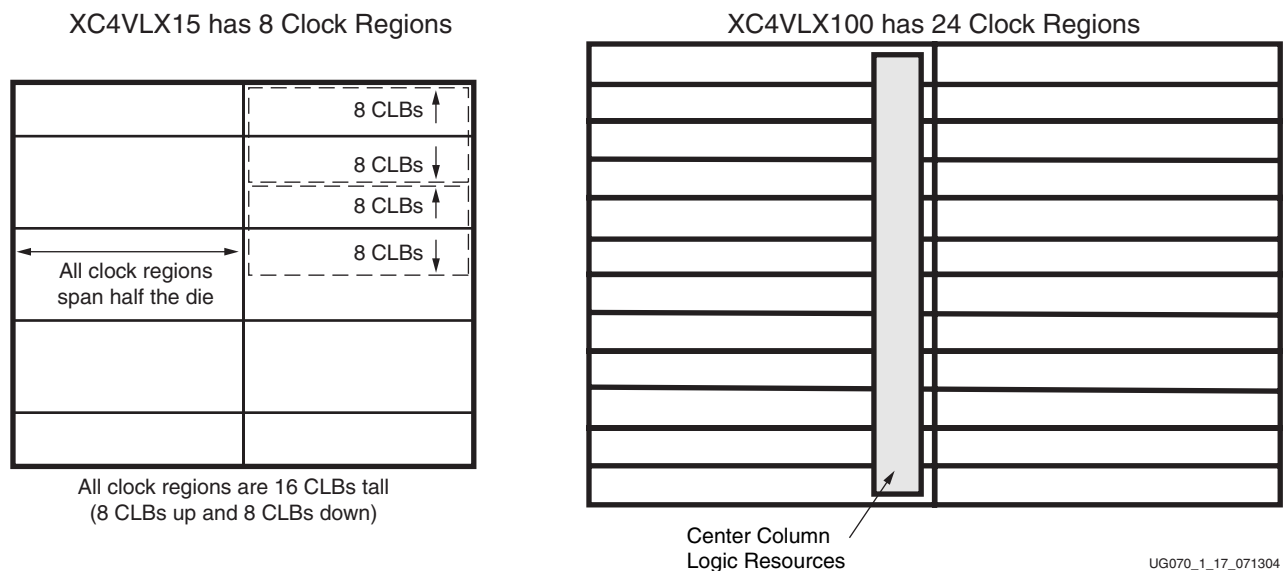 XC4VLX15 has 8 Clock Regions
8 CLBs
8 CLBs
8 CLBs
8 CLBs
All clock regions
span half the die
All clock regions are 16 CLBs tall
(8 CLBs up and 8 CLBs down)
XC4VLX100 has 24 Clock Regions
Center Column
Logic Resources
UG070_1_17_071304